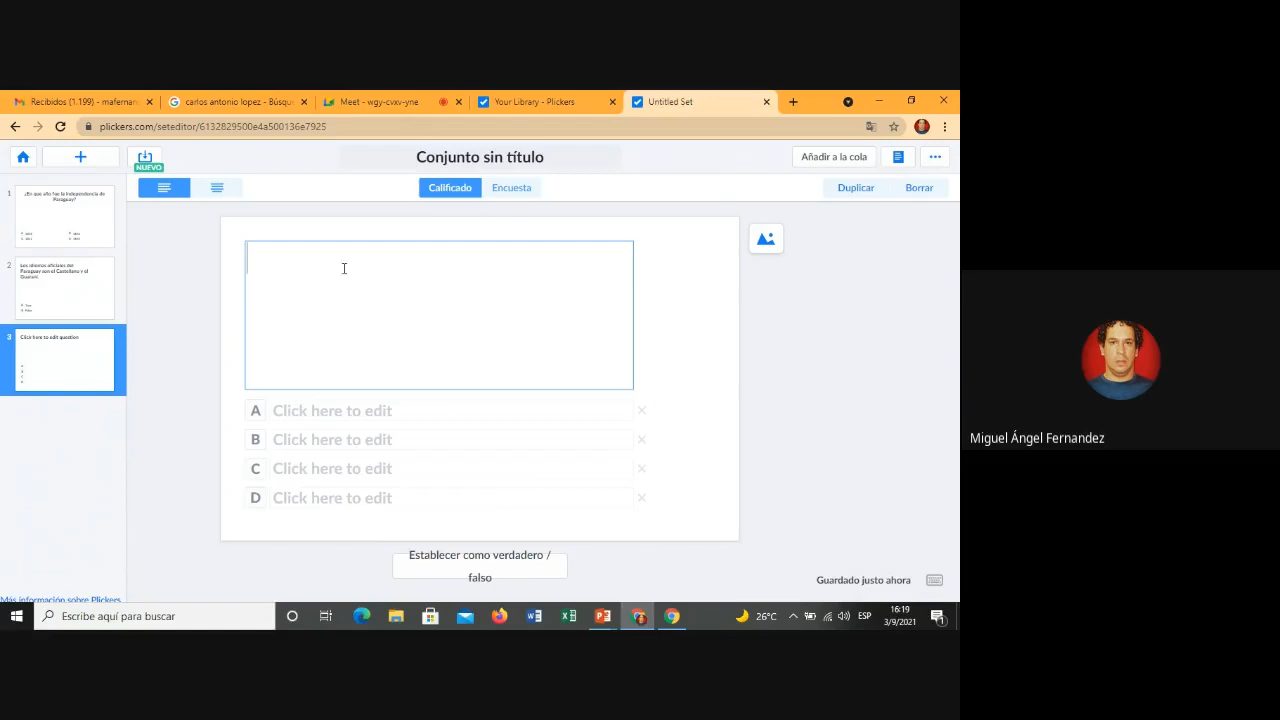 Recibidos (1.199) - mafernan
carlos antonio lopez - Búsqu
Meet - wgy-cvxv-yne
Your Library - Plickers
Untitled Set
plickers.com/seteditor/6132829500e4a500136e7925
NUEVO
Conjunto sin título
Añadir a la cola
Calificado
Encuesta
Duplicar
Borrar
1
¿En que año fue la Independencia de
Paraguay?
2
Los idiomas oficiales del
Paraguay son el Castellano y el
Guaraní.
3
Click here to edit question
A Click here to edit
B Click here to edit
C Click here to edit
D Click here to edit
Establecer como verdadero /
falso
Guardado justo ahora
Más información sobre Plickers
Escribe aquí para buscar
26°C
ESP
16:19
3/9/2021
1
Miguel Ángel Fernandez